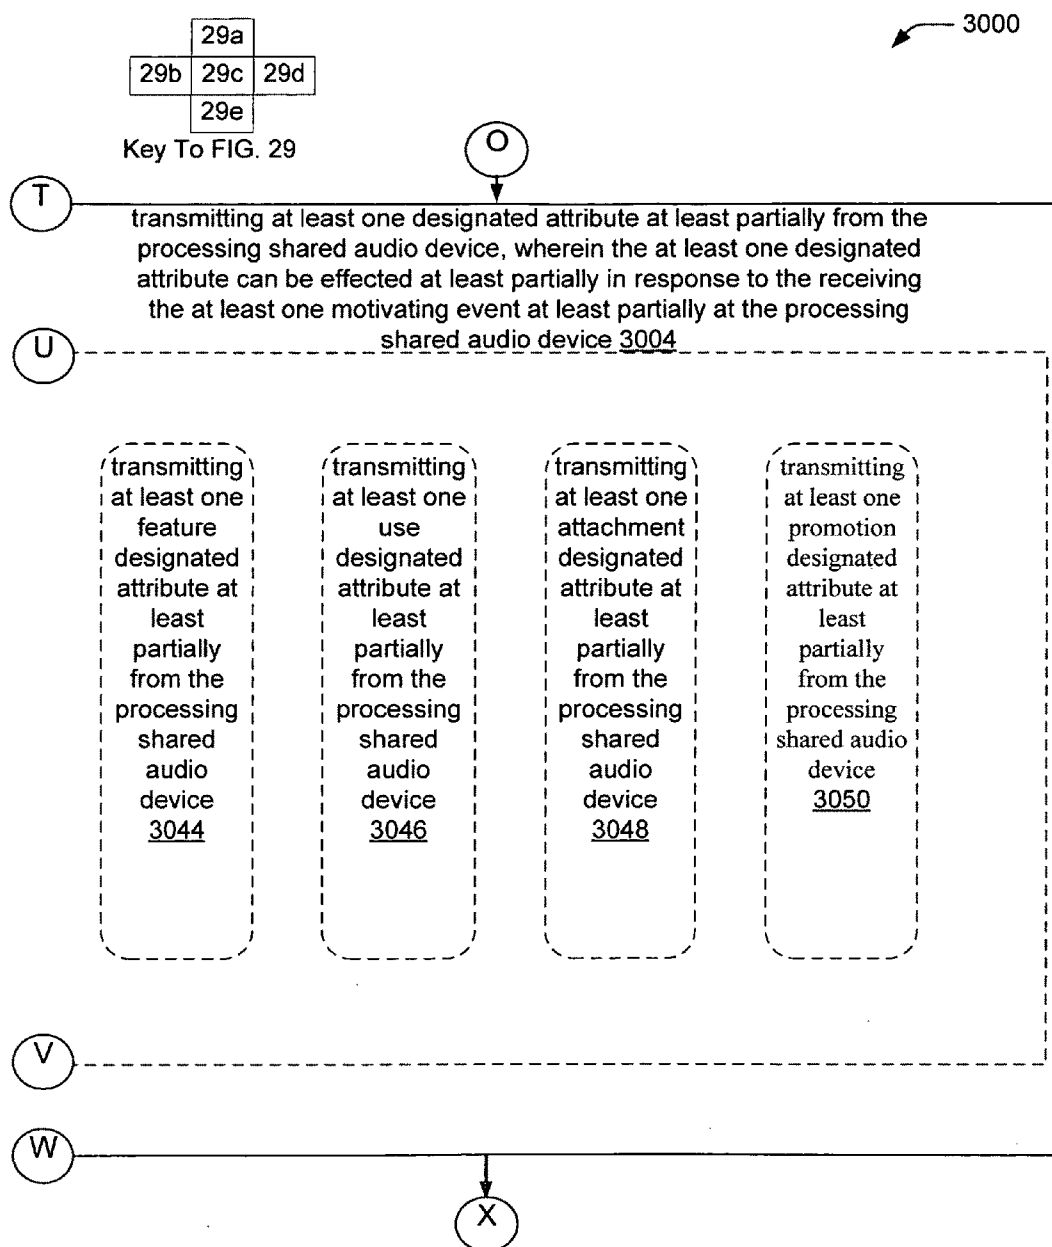 3000
29a
29b 29c 29d
29e
Key To FIG. 29
O
T
transmitting at least one designated attribute at least partially from the
processing shared audio device, wherein the at least one designated
attribute can be effected at least partially in response to the receiving
the at least one motivating event at least partially at the processing
shared audio device 3004
U
transmitting
at least one
feature
designated
attribute at
least
partially
from the
processing
shared
audio
device
3044
transmitting
at least one
use
designated
attribute at
least
partially
from the
processing
shared
audio
device
3046
transmitting
at least one
attachment
designated
attribute at
least
partially
from the
processing
shared
audio
device
3048
transmitting
at least one
promotion
designated
attribute at
least
partially
from the
processing
shared audio
device
3050
V
W
X